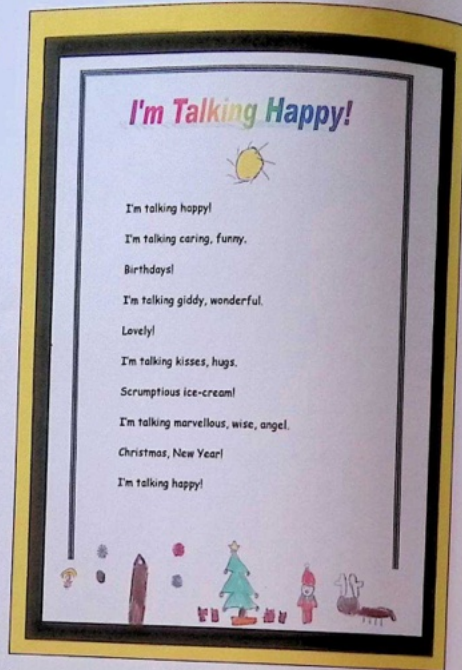 I'm Talking Happy!
I'm talking happy!
I'm talking caring, funny.
Birthdays!
I'm talking giddy, wonderful.
Lovely!
I'm talking kisses, hugs.
Scrumptious ice-cream!
I'm talking marvellous, wise, angel.
Christmas, New Year!
I'm talking happy!